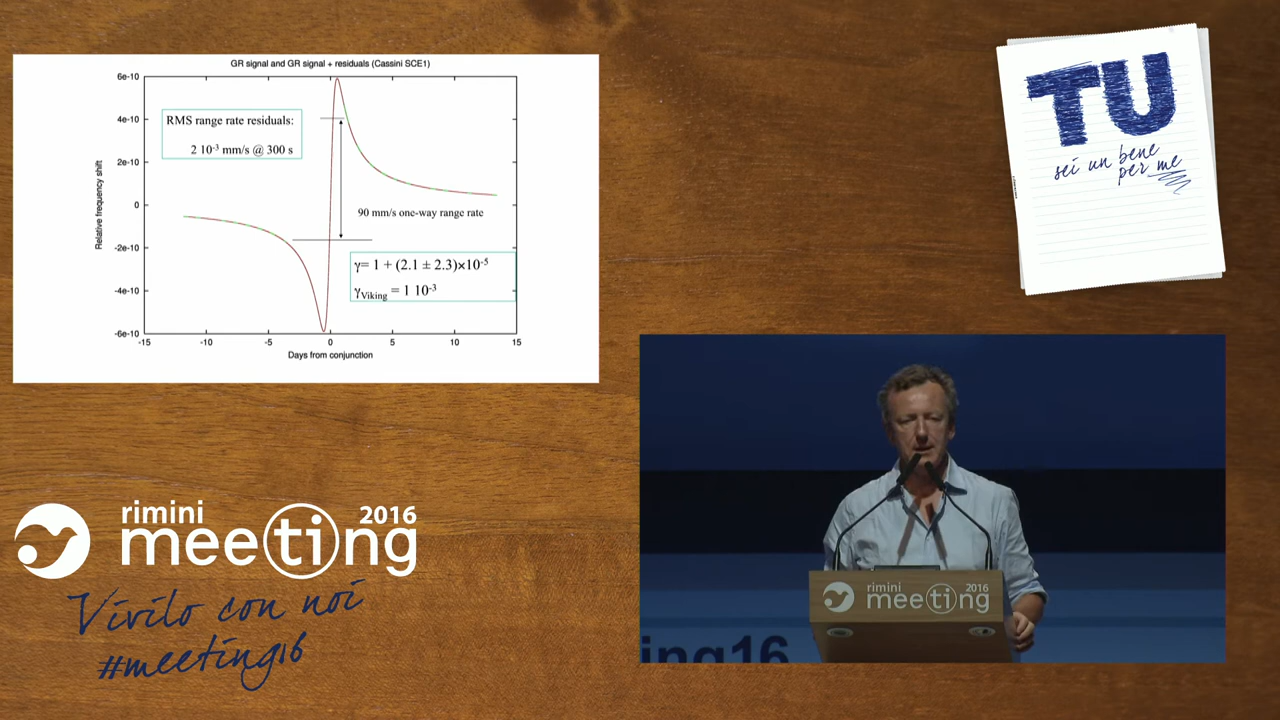 GR signal and GR signal + residuals (Cassini SCE1)
6e-10
4e-10
2e-10
0
-2e-10
-4e-10
-6e-10
Relative frequency shift
RMS range rate residuals:
2 10⁻³ mm/s @ 300 s
90 mm/s one-way range rate
γ= 1 + (2.1 ± 2.3)×10⁻⁵
γViking = 1 10⁻³
-15 -10 -5 0 5 10 15
Days from conjunction
TU
sei un bene
per me
rimini 2016
meeting
Vivilo con noi
#meeting16
rimini 2016
meeting
ing16